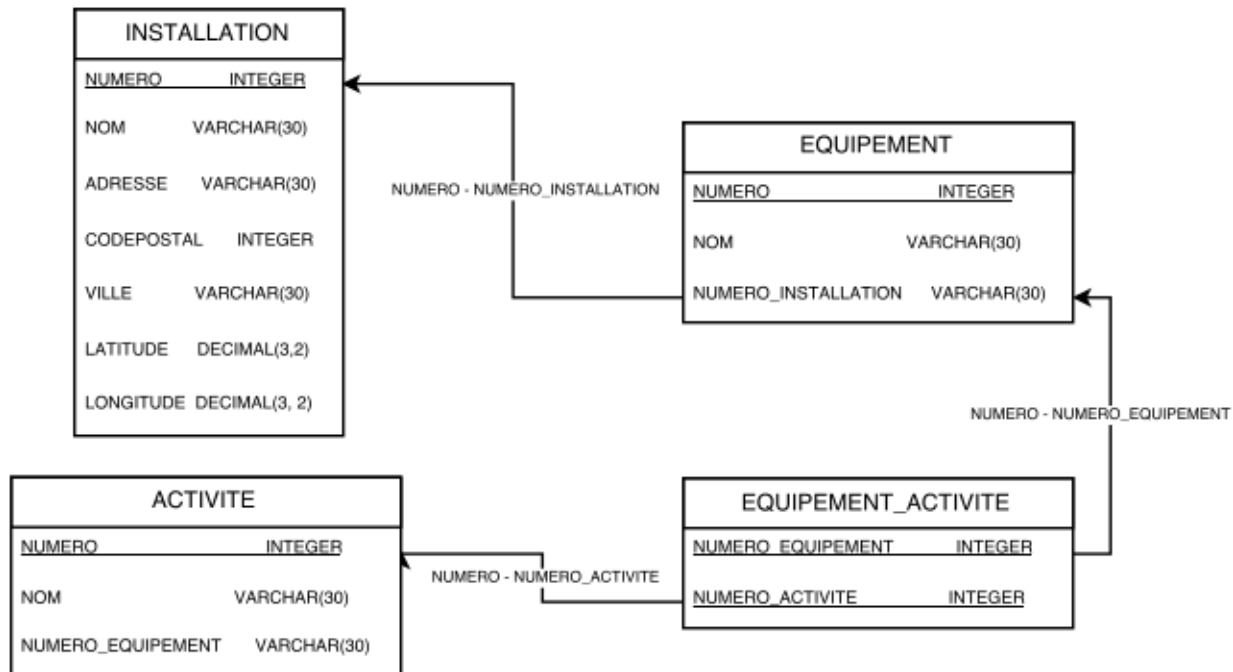 INSTALLATION
NUMERO INTEGER
NOM VARCHAR(30)
ADRESSE VARCHAR(30)
CODEPOSTAL INTEGER
VILLE VARCHAR(30)
LATITUDE DECIMAL(3,2)
LONGITUDE DECIMAL(3, 2)
NUMERO - NUMERO_INSTALLATION
EQUIPEMENT
NUMERO INTEGER
NOM VARCHAR(30)
NUMERO_INSTALLATION VARCHAR(30)
NUMERO - NUMERO_EQUIPEMENT
ACTIVITE
NUMERO INTEGER
NOM VARCHAR(30)
NUMERO_EQUIPEMENT VARCHAR(30)
NUMERO - NUMERO_ACTIVITE
EQUIPEMENT_ACTIVITE
NUMERO_EQUIPEMENT INTEGER
NUMERO_ACTIVITE INTEGER